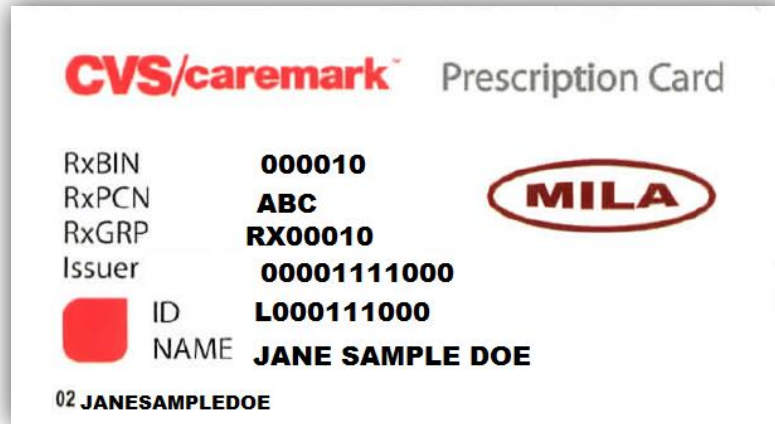 CVS/caremark™ Prescription Card
RxBIN 000010
RxPCN ABC
MILA
RxGRP RX00010
Issuer 00001111000
ID L000111000
NAME JANE SAMPLE DOE
02 JANESAMPLEDOE